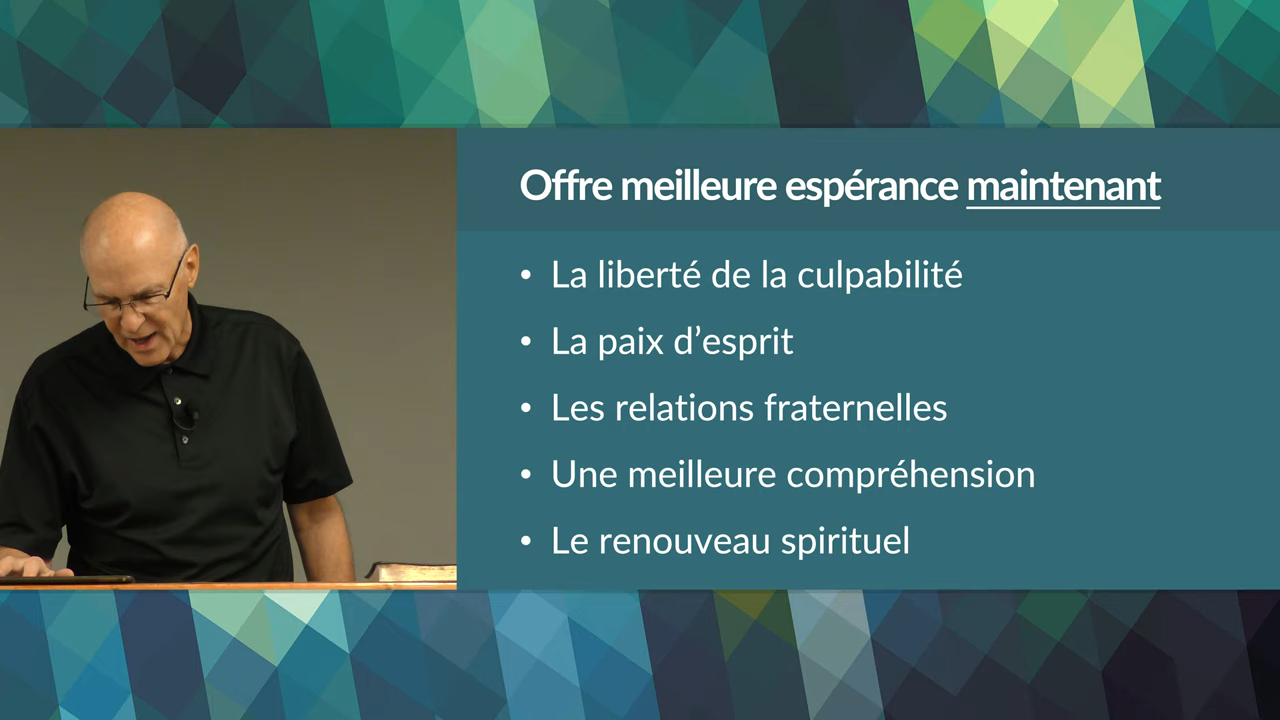 Offre meilleure espérance maintenant
• La liberté de la culpabilité
• La paix d’esprit
• Les relations fraternelles
• Une meilleure compréhension
• Le renouveau spirituel